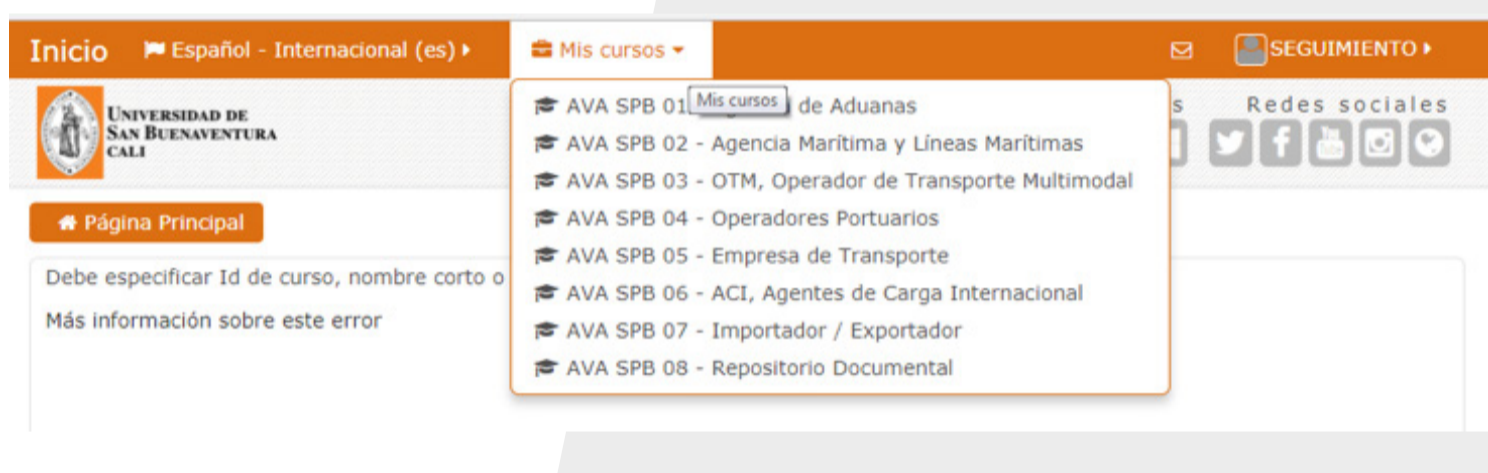 Inicio Español - Internacional (es) Mis cursos SEGUIMIENTO
UNIVERSIDAD DE
SAN BUENAVENTURA
CALI
s Redes sociales
Mis cursos
AVA SPB 01 de Aduanas
AVA SPB 02 - Agencia Marítima y Líneas Marítimas
AVA SPB 03 - OTM, Operador de Transporte Multimodal
AVA SPB 04 - Operadores Portuarios
AVA SPB 05 - Empresa de Transporte
AVA SPB 06 - ACI, Agentes de Carga Internacional
AVA SPB 07 - Importador / Exportador
AVA SPB 08 - Repositorio Documental
Página Principal
Debe especificar Id de curso, nombre corto o
Más información sobre este error